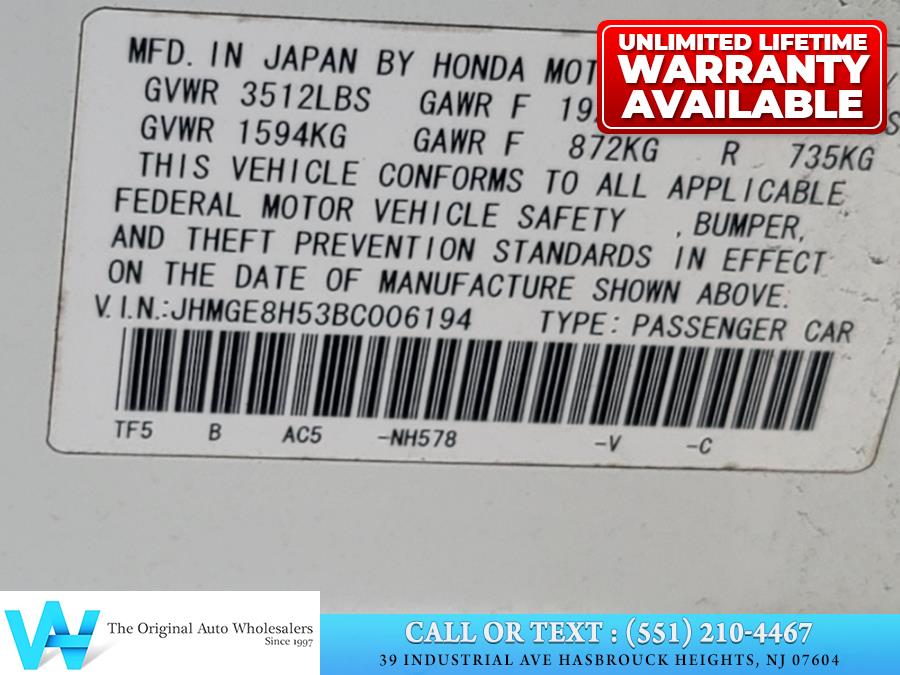 UNLIMITED LIFETIME
WARRANTY
AVAILABLE
MFD. IN JAPAN BY HONDA
GVWR 3512LBS GAWR F
GVWR 1594KG GAWR F 872KG R 735KG
THIS VEHICLE CONFORMS TO ALL APPLICABLE
FEDERAL MOTOR VEHICLE SAFETY , BUMPER,
AND THEFT PREVENTION STANDARDS IN EFFECT
ON THE DATE OF MANUFACTURE SHOWN ABOVE.
V.I.N.:JHMGE8H53BC006194 TYPE: PASSENGER CAR
TF5 B AC5 -NH578 -V -C
The Original Auto Wholesalers
Since 1997
CALL OR TEXT : (551) 210-4467
39 INDUSTRIAL AVE HASBROUCK HEIGHTS, NJ 07604